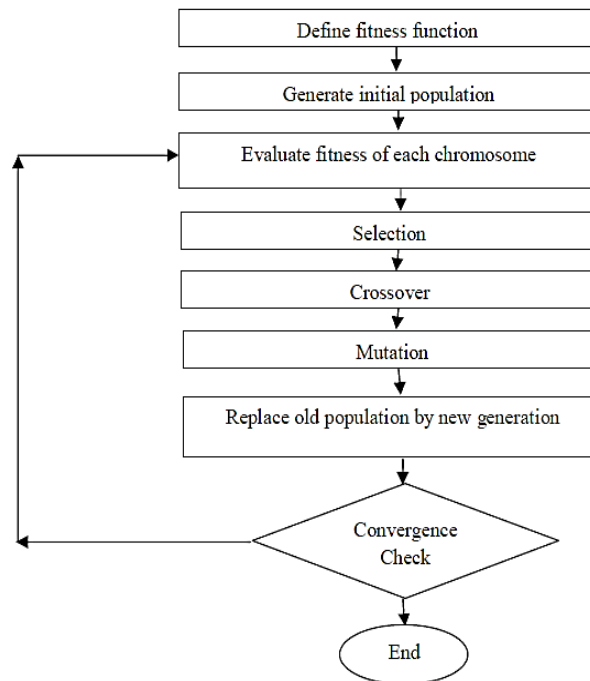 Define fitness function
Generate initial population
Evaluate fitness of each chromosome
Selection
Crossover
Mutation
Replace old population by new generation
Convergence
Check
End